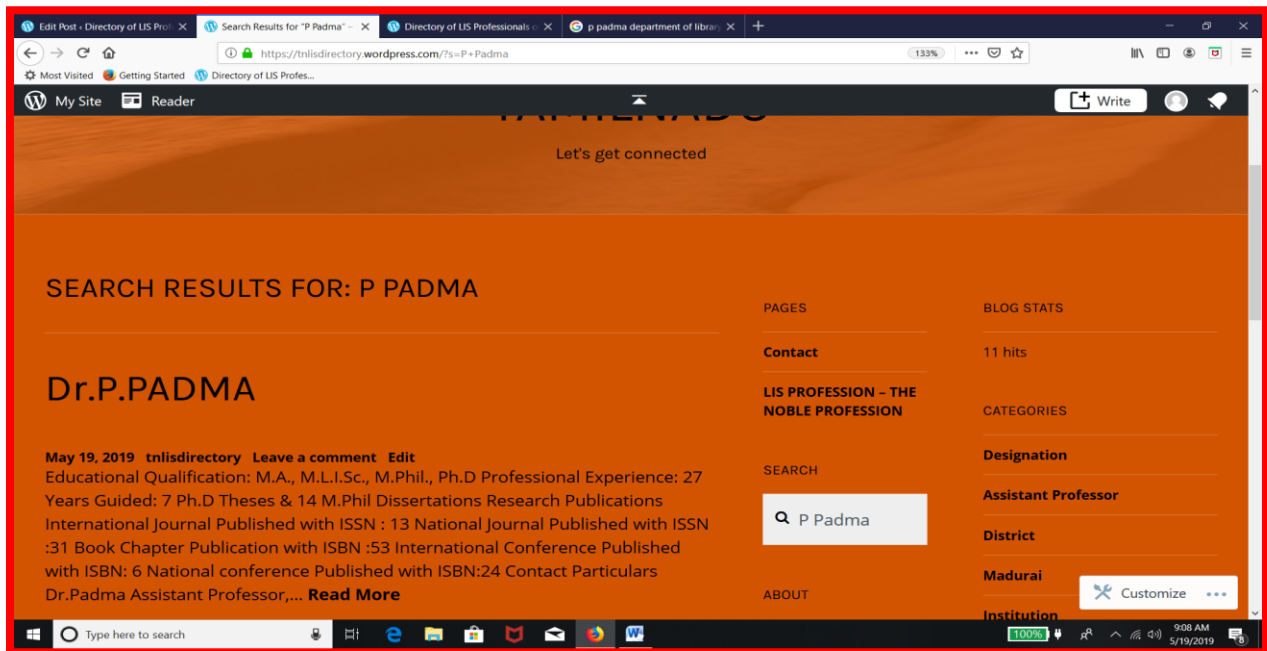 Edit Post ‹ Directory of LIS Prof
Search Results for "P Padma" –
Directory of LIS Professionals o
p padma department of library
https://tnlisdirectory.wordpress.com/?s=P+Padma
133%
Most Visited
Getting Started
Directory of LIS Profes...
My Site
Reader
Write
Let's get connected
SEARCH RESULTS FOR: P PADMA
Dr.P.PADMA
May 19, 2019 tnlisdirectory Leave a comment Edit
Educational Qualification: M.A., M.L.I.Sc., M.Phil., Ph.D Professional Experience: 27
Years Guided: 7 Ph.D Theses & 14 M.Phil Dissertations Research Publications
International Journal Published with ISSN : 13 National Journal Published with ISSN
:31 Book Chapter Publication with ISBN :53 International Conference Published
with ISBN: 6 National conference Published with ISBN:24 Contact Particulars
Dr.Padma Assistant Professor,... Read More
PAGES
Contact
LIS PROFESSION – THE
NOBLE PROFESSION
SEARCH
P Padma
ABOUT
BLOG STATS
11 hits
CATEGORIES
Designation
Assistant Professor
District
Madurai
Institution
Customize
Type here to search
100%
9:08 AM
5/19/2019
8